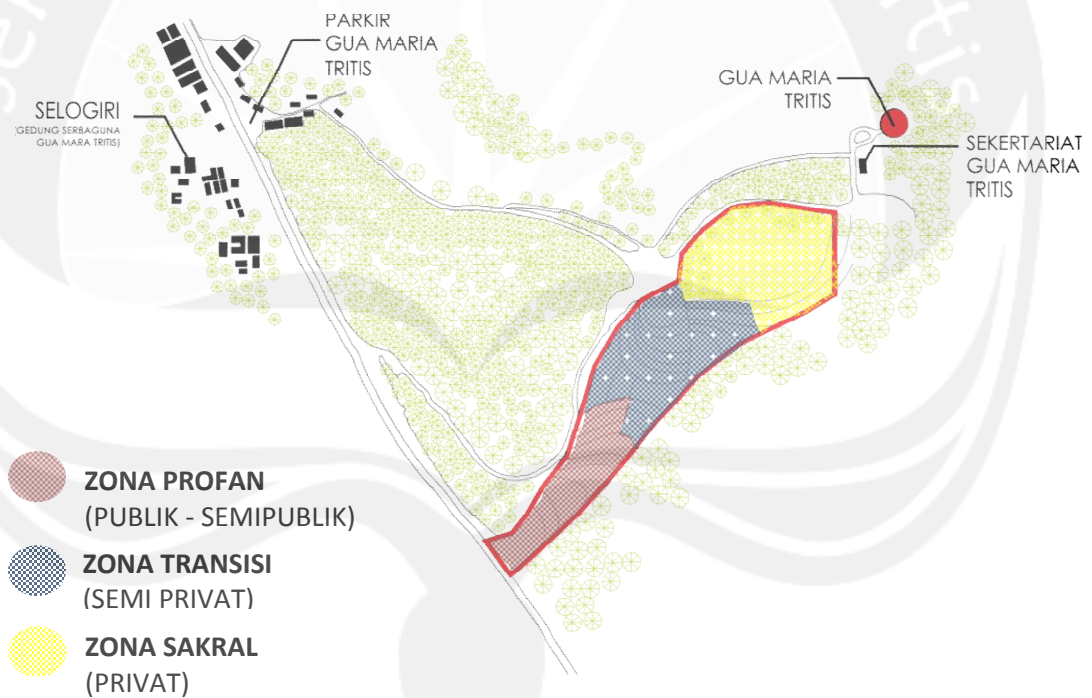 PARKIR
GUA MARIA
TRITIS
GUA MARIA
TRITIS
SELOGIRI
(GEDUNG SERBAGUNA
GUA MARA TRITIS)
SEKERTARIAT
GUA MARIA
TRITIS
ZONA PROFAN
(PUBLIK - SEMIPUBLIK)
ZONA TRANSISI
(SEMI PRIVAT)
ZONA SAKRAL
(PRIVAT)